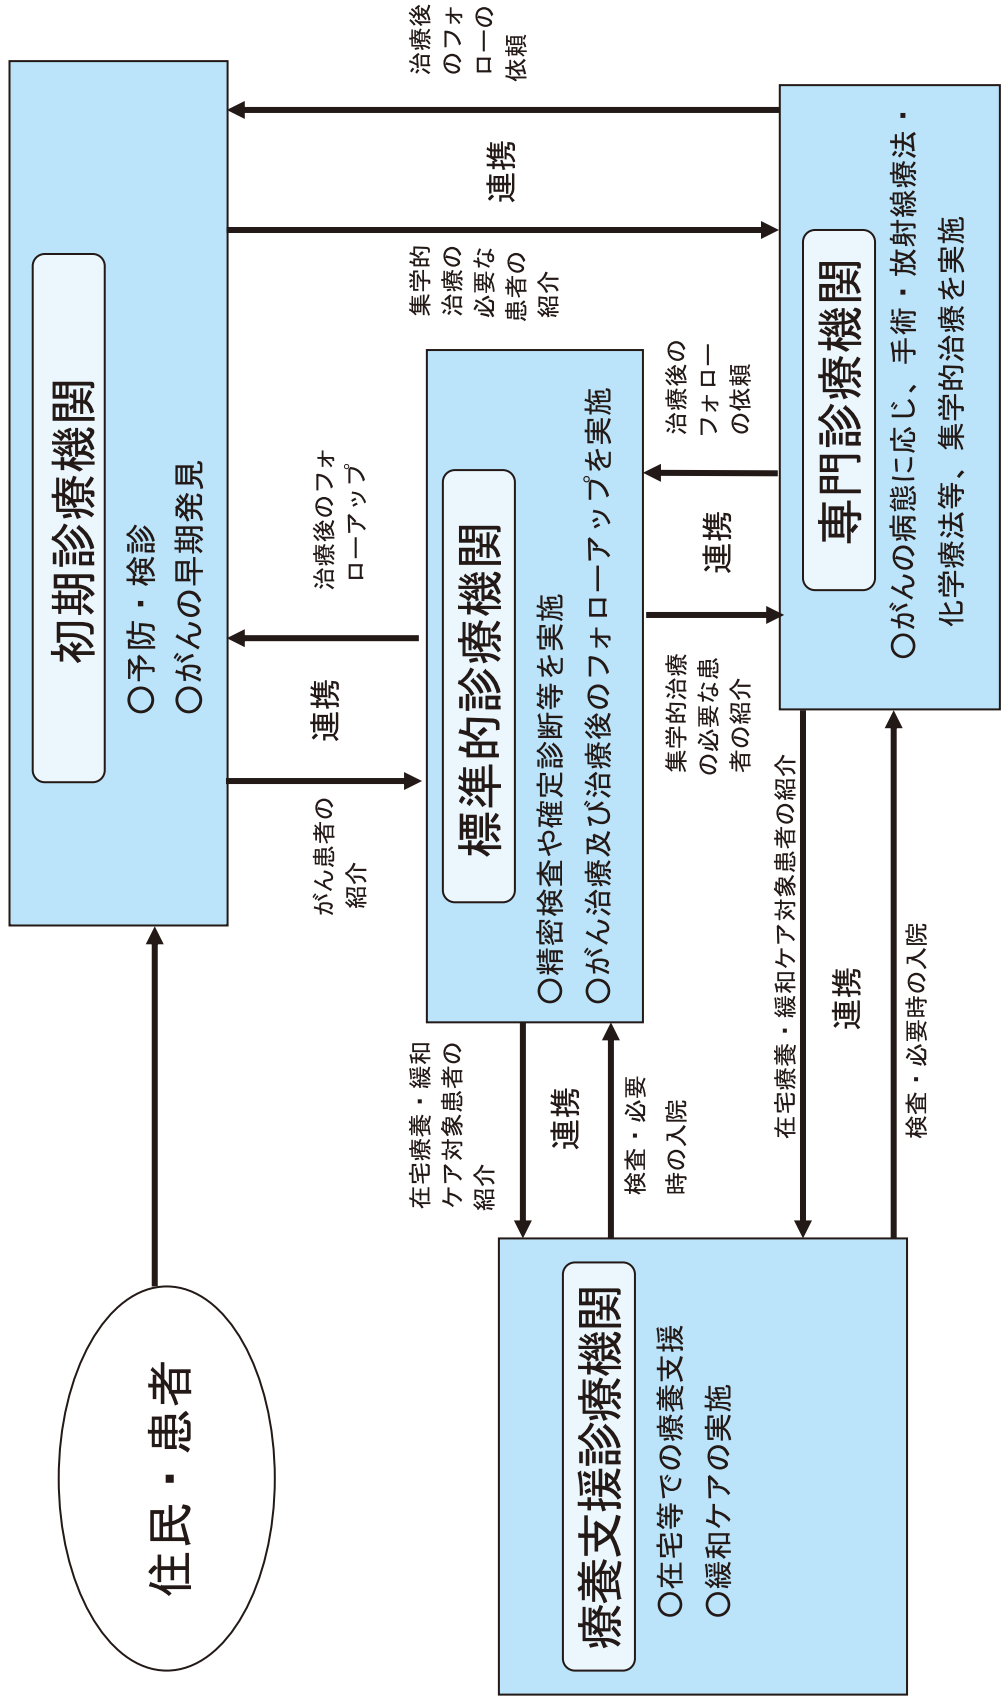 住民・患者
初期診療機関
○予防・検診
○がんの早期発見
がん患者の
紹介
連携
治療後のフォ
ローアップ
集学的
治療の
必要な
患者の
紹介
連携
治療後
のフォ
ローの
依頼
標準的診療機関
○精密検査や確定診断等を実施
○がん治療及び治療後のフォローアップを実施
在宅療養・緩和
ケア対象患者の
紹介
連携
検査・必要
時の入院
集学的治療
の必要な患
者の紹介
連携
治療後の
フォロー
の依頼
専門診療機関
○がんの病態に応じ、手術・放射線療法・
化学療法等、集学的治療を実施
在宅療養・緩和ケア対象患者の紹介
連携
検査・必要時の入院
療養支援診療機関
○在宅等での療養支援
○緩和ケアの実施